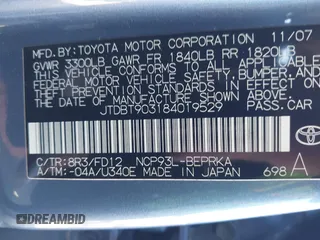 MFD.BY:TOYOTA MOTOR CORPORATION 11/07
GVWR 3300LB GAWR FR 1840LB RR 1820LB
THIS VEHICLE CONFORMS TO ALL APPLICABLE
FEDERAL MOTOR VEHICLE SAFETY, BUMPER, AND
THEFT PREVENTION STANDARDS IN EFFECT ON
THE DATE OF MANUFACTURE SHOWN ABOVE.
JTDBT903184019529 PASS.CAR
C/TR:8R3/FD12 NCP93L-BEPRKA A
A/TM:-04A/U340E MADE IN JAPAN 698
TOYOTA
DREAMBID